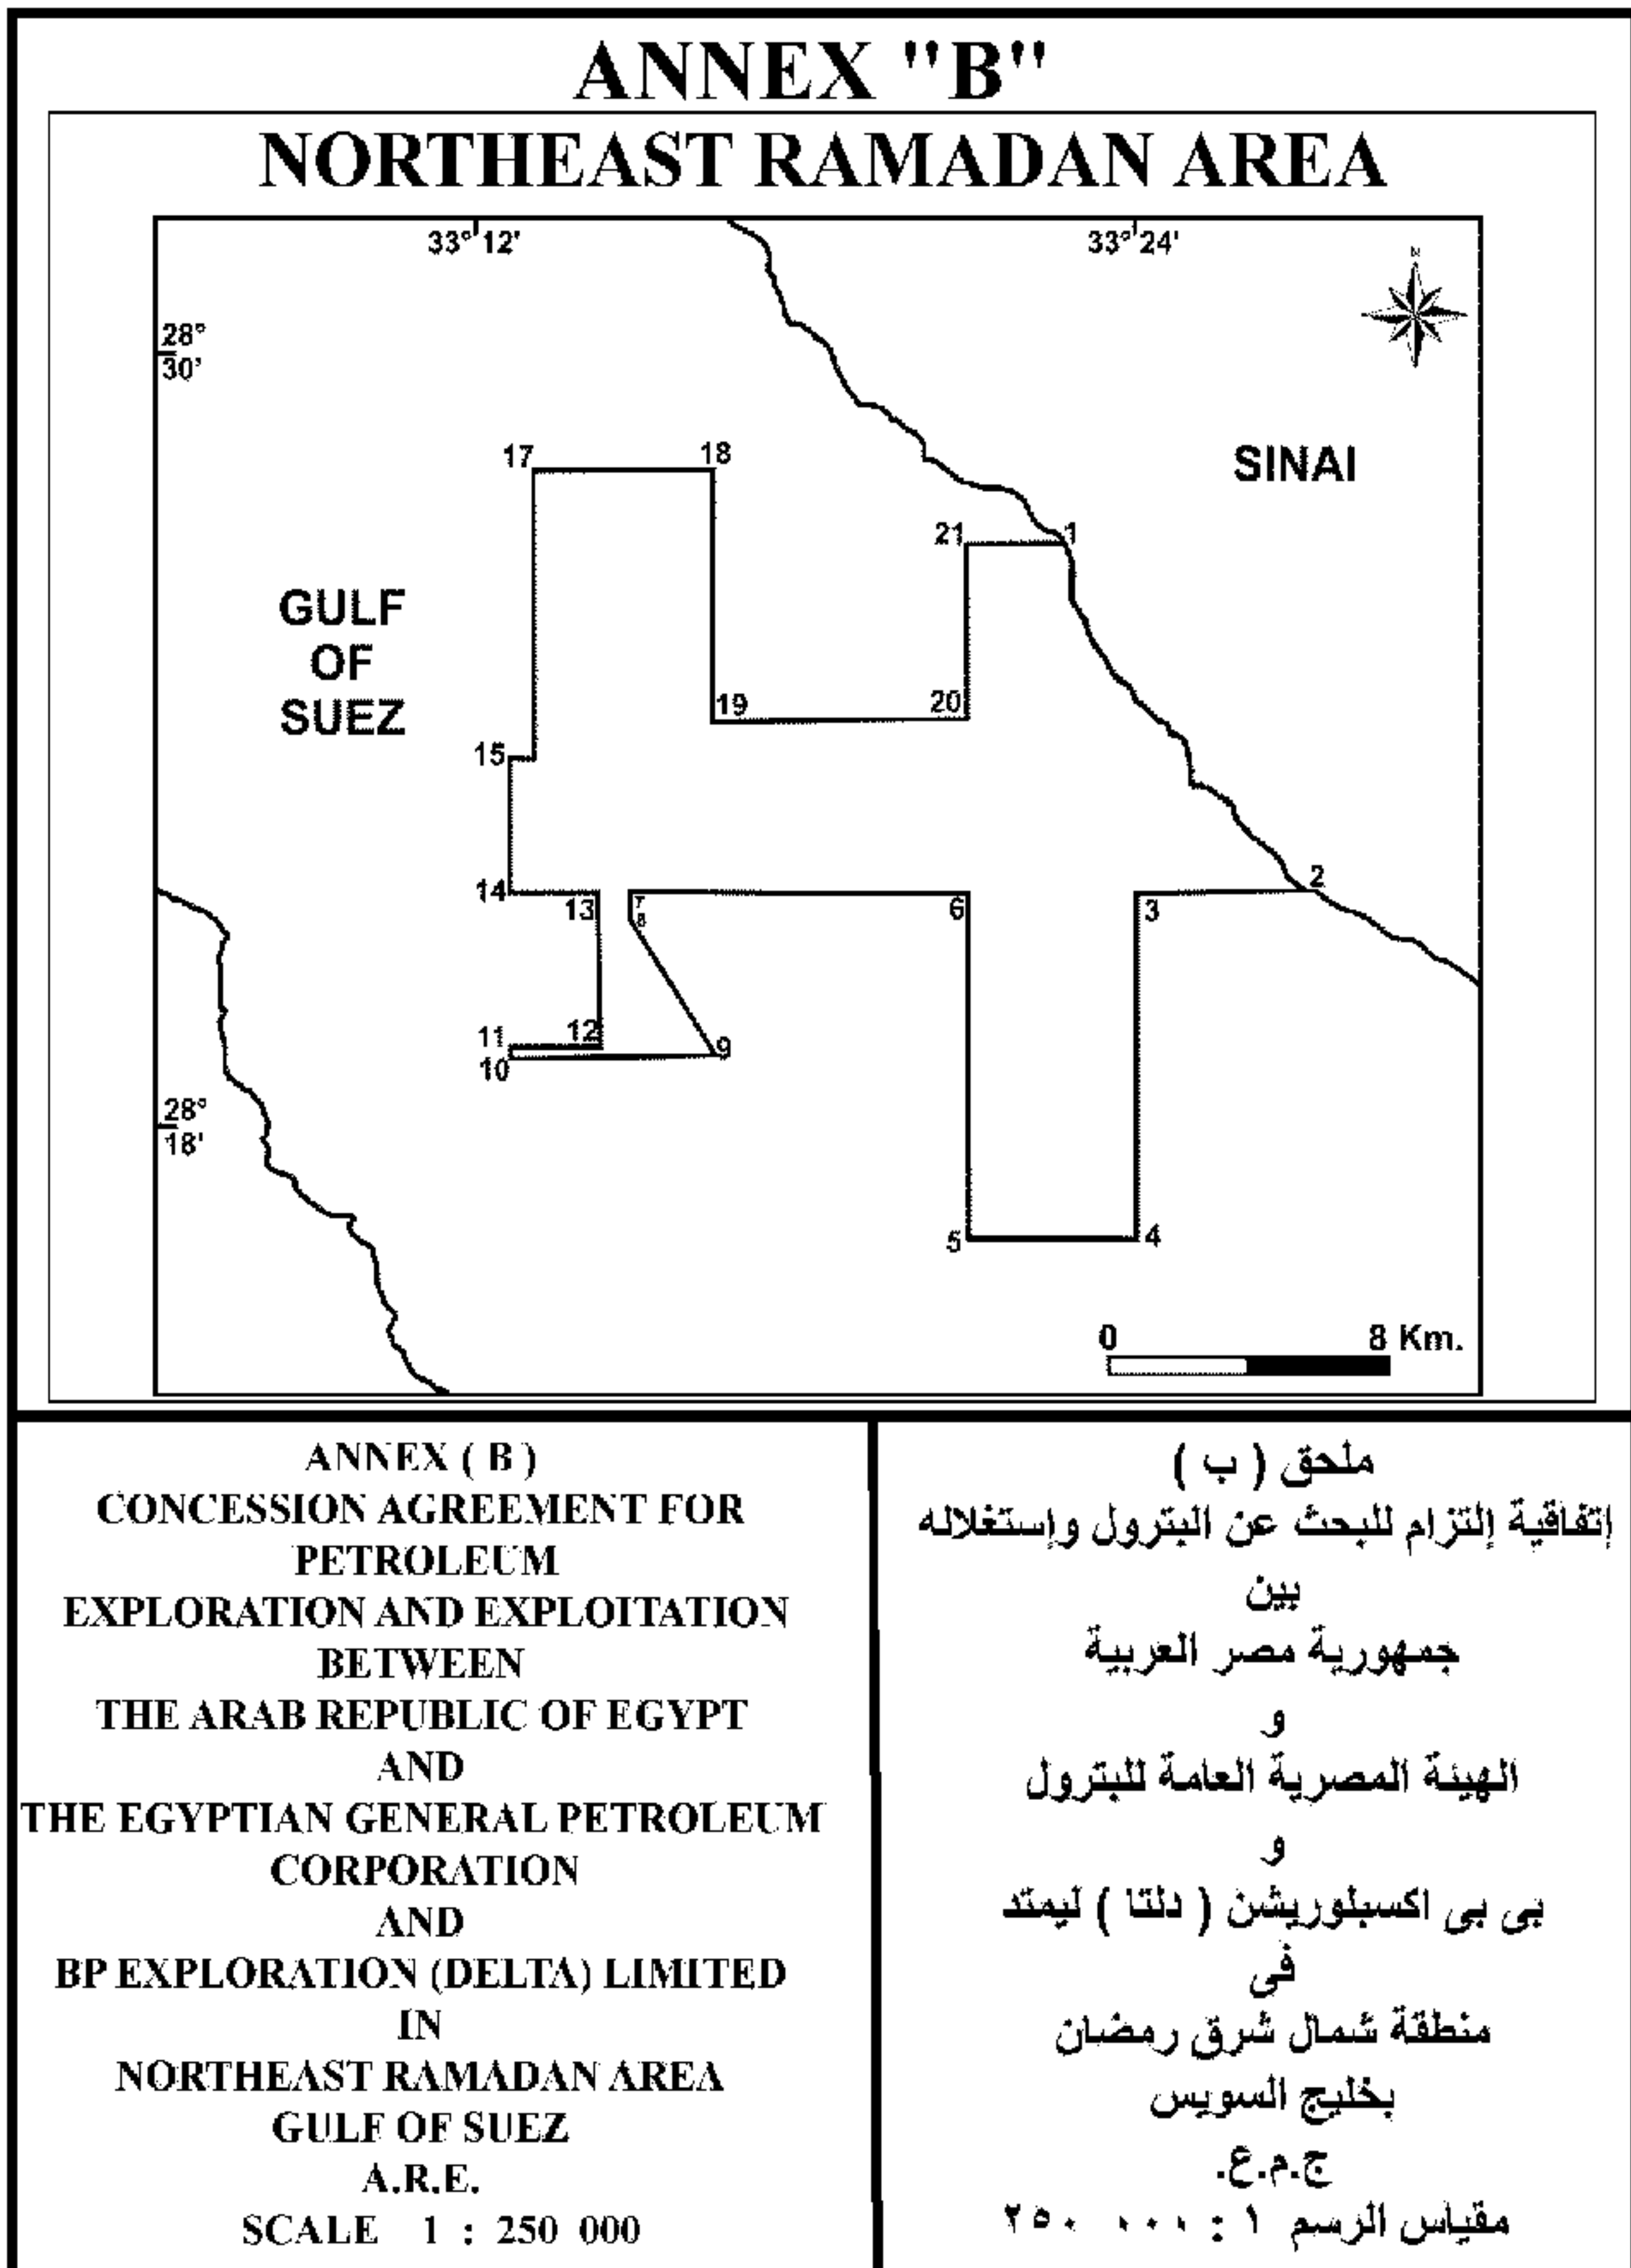 ANNEX "B"
NORTHEAST RAMADAN AREA
33° 12'
33° 24'
N
28°
30'
SINAI
17
18
21
1
GULF
OF
SUEZ
19
20
15
2
14
13
7
8
6
3
11
12
9
10
28°
18'
5
4
0
8 Km.
ANNEX ( B )
CONCESSION AGREEMENT FOR
PETROLEUM
EXPLORATION AND EXPLOITATION
BETWEEN
THE ARAB REPUBLIC OF EGYPT
AND
THE EGYPTIAN GENERAL PETROLEUM
CORPORATION
AND
BP EXPLORATION (DELTA) LIMITED
IN
NORTHEAST RAMADAN AREA
GULF OF SUEZ
A.R.E.
SCALE 1 : 250 000
ملحق ( ب )
إتفاقية إلتزام للبحث عن البترول وإستغلاله
بين
جمهورية مصر العربية
و
الهيئة المصرية العامة للبترول
و
بى بى اكسبلوريشن ( دلتا ) ليمتد
فى
منطقة شمال شرق رمضان
بخليج السويس
ج.م.ع.
مقياس الرسم ١ : ٢٥٠ ٠٠٠